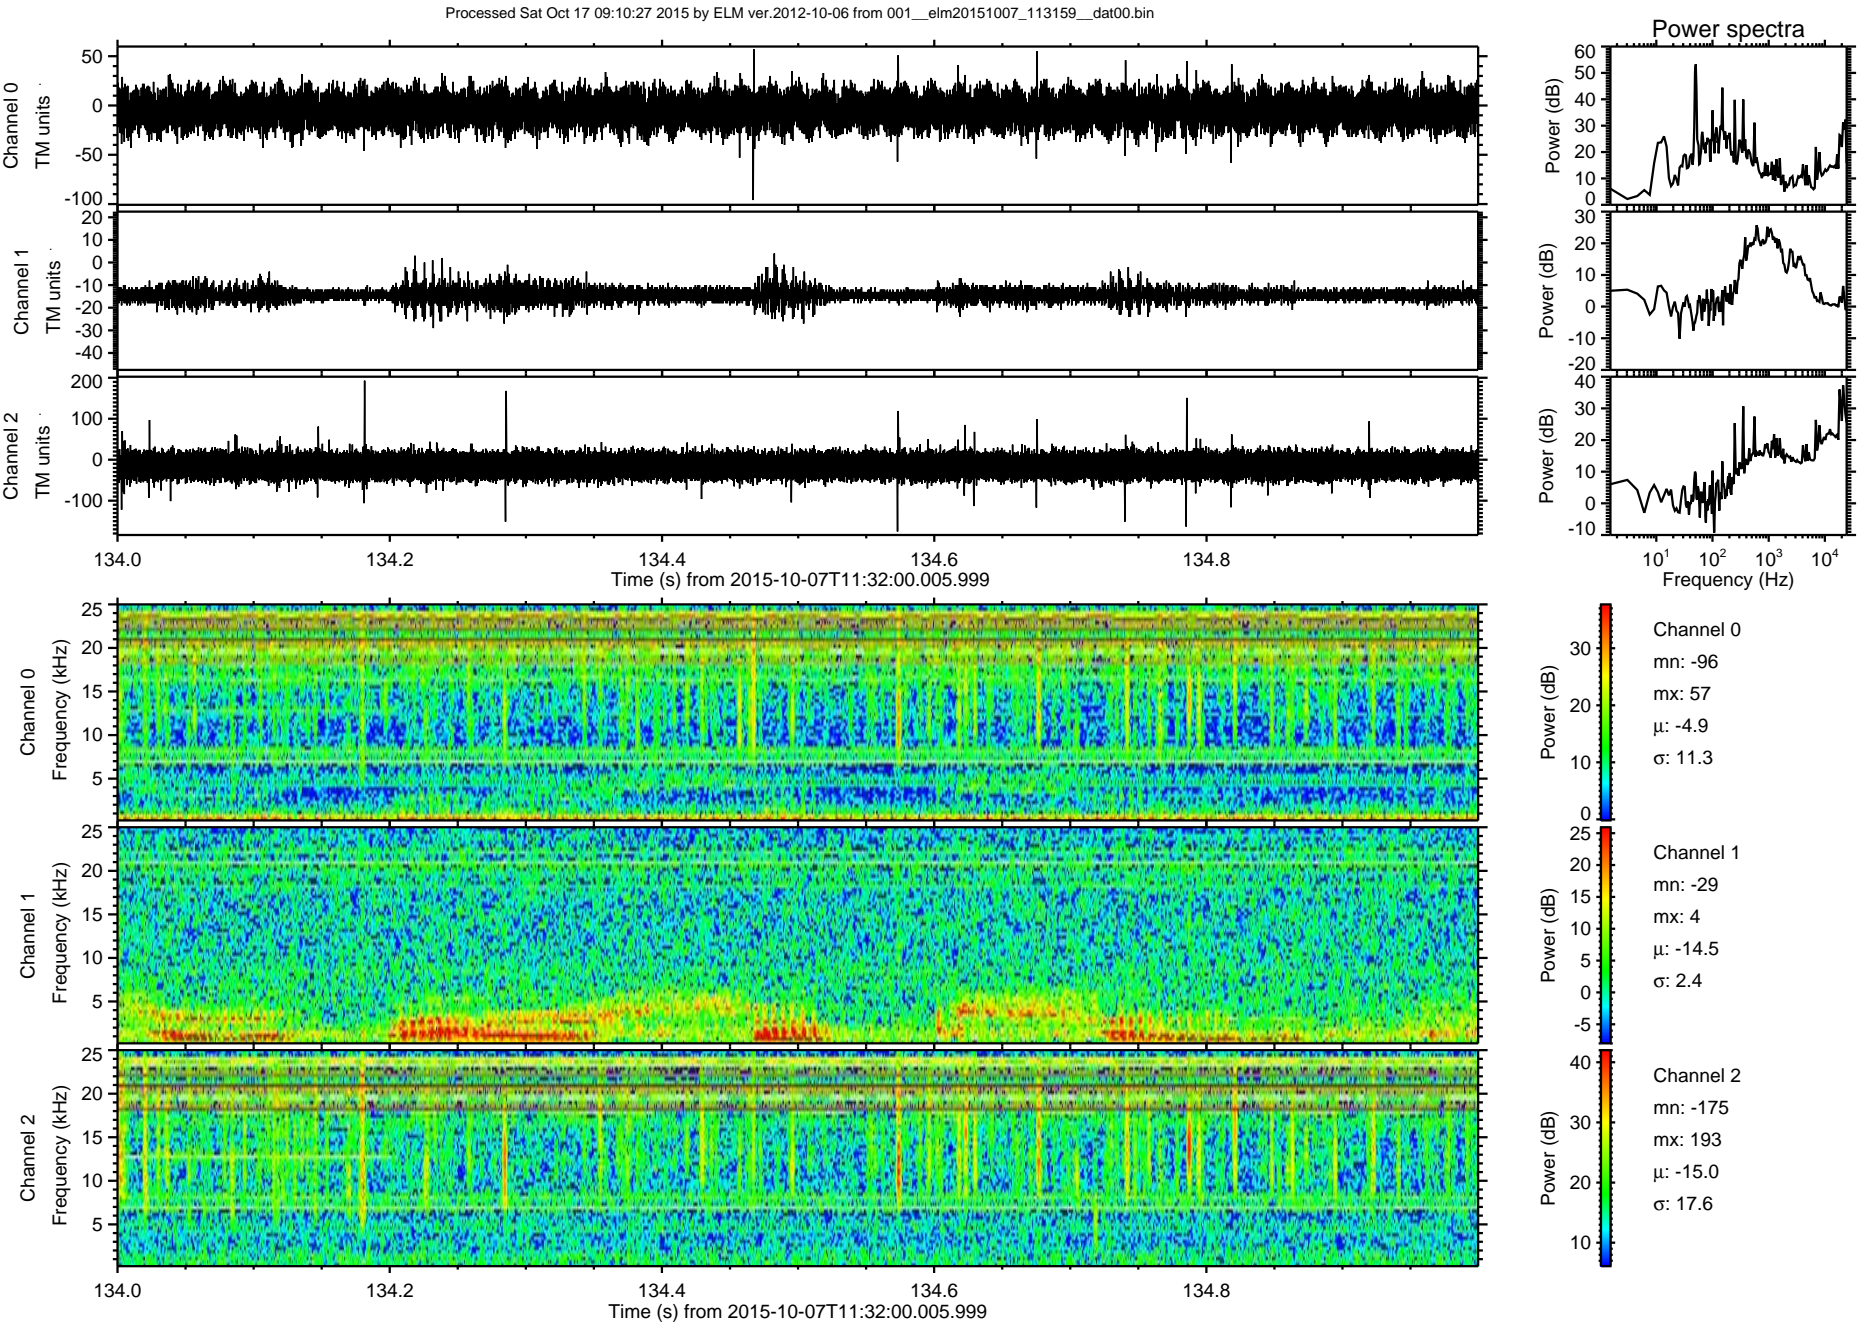 Processed Sat Oct 17 09:10:27 2015 by ELM ver.2012-10-06 from 001__elm20151007_113159__dat00.bin
Power spectra
Channel 0
TM units
50
0
-50
-100
Power (dB)
60
50
40
30
20
10
0
Channel 1
TM units
20
10
0
-10
-20
-30
-40
Power (dB)
30
20
10
0
-10
-20
Channel 2
TM units
200
100
0
-100
Power (dB)
40
30
20
10
0
-10
134.0 134.2 134.4 134.6 134.8
Time (s) from 2015-10-07T11:32:00.005.999
10¹ 10² 10³ 10⁴
Frequency (Hz)
Channel 0
Frequency (kHz)
25
20
15
10
5
Power (dB)
30
20
10
0
Channel 0
mn: -96
mx: 57
µ: -4.9
σ: 11.3
Channel 1
Frequency (kHz)
25
20
15
10
5
Power (dB)
25
20
15
10
5
0
-5
Channel 1
mn: -29
mx: 4
µ: -14.5
σ: 2.4
Channel 2
Frequency (kHz)
25
20
15
10
5
Power (dB)
40
30
20
10
Channel 2
mn: -175
mx: 193
µ: -15.0
σ: 17.6
134.0 134.2 134.4 134.6 134.8
Time (s) from 2015-10-07T11:32:00.005.999